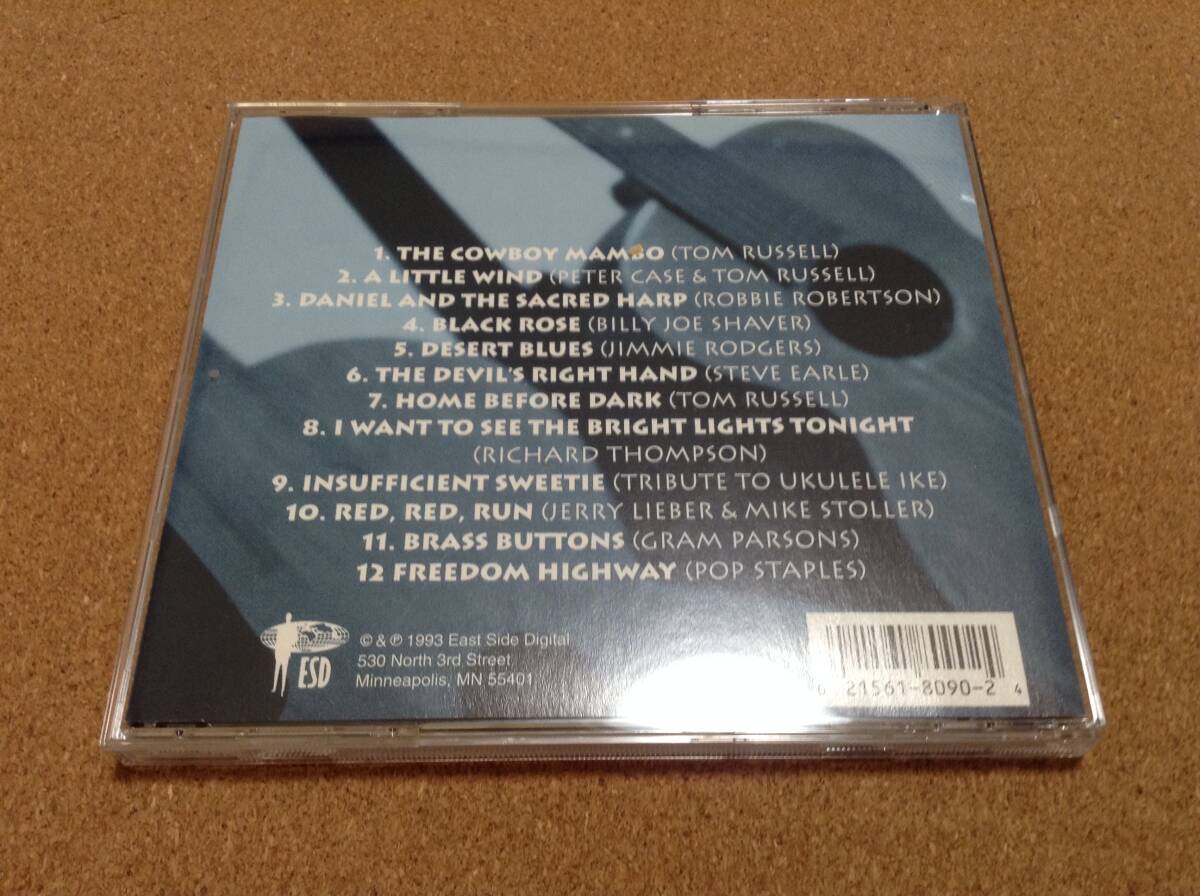 1. THE COWBOY MAMBO (TOM RUSSELL)
2. A LITTLE WIND (PETER CASE & TOM RUSSELL)
3. DANIEL AND THE SACRED HARP (ROBBIE ROBERTSON)
4. BLACK ROSE (BILLY JOE SHAVER)
5. DESERT BLUES (JIMMIE RODGERS)
6. THE DEVIL'S RIGHT HAND (STEVE EARLE)
7. HOME BEFORE DARK (TOM RUSSELL)
8. I WANT TO SEE THE BRIGHT LIGHTS TONIGHT
(RICHARD THOMPSON)
9. INSUFFICIENT SWEETIE (TRIBUTE TO UKULELE IKE)
10. RED, RED, RUN (JERRY LIEBER & MIKE STOLLER)
11. BRASS BUTTONS (GRAM PARSONS)
12 FREEDOM HIGHWAY (POP STAPLES)
ESD
© & ℗ 1993 East Side Digital
530 North 3rd Street
Minneapolis, MN 55401
6 21561-8090-2 4